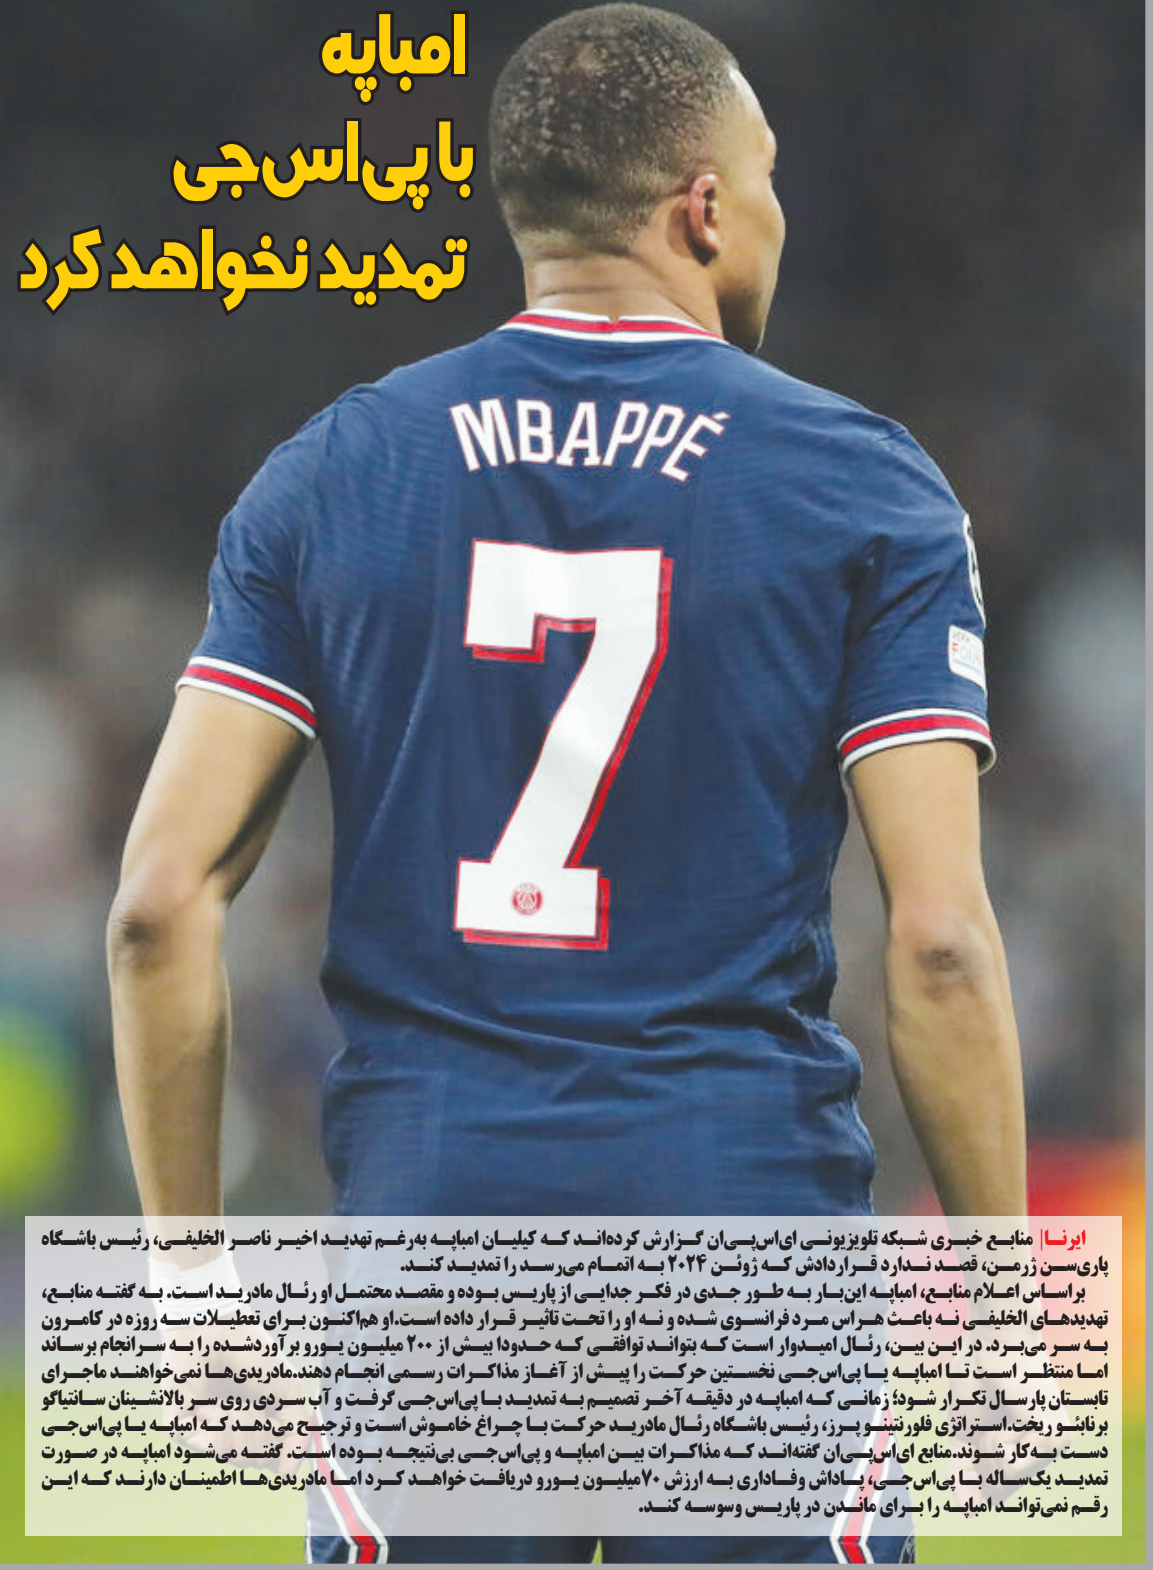 امباپه
با پی‌اس‌جی
تمدید نخواهد کرد
MBAPPÉ
7
ایرنا| منابع خبری شبکه تلویزیونی ای‌اس‌پی‌ان گزارش کرده‌اند که کیلیان امباپه به‌رغم تهدید اخیر ناصر الخلیفی، رئیس باشگاه
پاری‌سن ژرمن، قصد ندارد قراردادش که ژوئن ۲۰۲۴ به اتمام می‌رسد را تمدید کند.
براساس اعلام منابع، امباپه این‌بار به طور جدی در فکر جدایی از پاریس بوده و مقصد محتمل او رئال مادرید است. به گفته منابع،
تهدیدهای الخلیفی نه باعث هراس مرد فرانسوی شده و نه او را تحت تاثیر قرار داده است.او هم‌اکنون برای تعطیلات سه روزه در کامرون
به سر می‌برد. در این بین، رئال امیدوار است که بتواند توافقی که حدودا بیش از ۲۰۰ میلیون یورو برآوردشده را به سرانجام برساند
اما منتظر است تا امباپه یا پی‌اس‌جی نخستین حرکت را پیش از آغاز مذاکرات رسمی انجام دهند.مادریدی‌ها نمی‌خواهند ماجرای
تابستان پارسال تکرار شود؛ زمانی که امباپه در دقیقه آخر تصمیم به تمدید با پی‌اس‌جی گرفت و آب سردی روی سر بالانشینان سانتیاگو
برنابئو ریخت.استراتژی فلورنتینو پرز، رئیس باشگاه رئال مادرید حرکت با چراغ خاموش است و ترجیح می‌دهد که امباپه یا پی‌اس‌جی
دست به‌کار شوند.منابع ای‌اس‌پی‌ان گفته‌اند که مذاکرات بین امباپه و پی‌اس‌جی بی‌نتیجه بوده است. گفته می‌شود امباپه در صورت
تمدید یک‌ساله با پی‌اس‌جی، پاداش وفاداری به ارزش ۷۰میلیون یورو دریافت خواهد کرد اما مادریدی‌ها اطمینان دارند که این
رقم نمی‌تواند امباپه را برای ماندن در پاریس وسوسه کند.